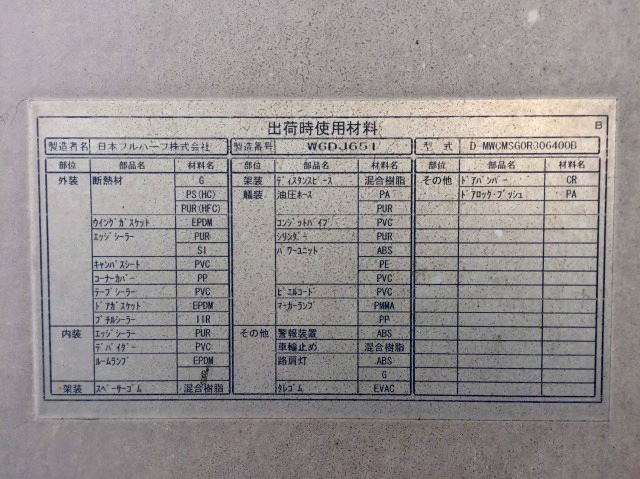 出荷時使用材料
B
製造者名 日本フルハーフ株式会社 製造番号 WGDJ651 型式 D-MWCMSG0R306400B
部位 部品名 材料名 部位 部品名 材料名 部位 部品名 材料名
外装 断熱材 G 架装 ディスタンスピース 混合樹脂 その他 ドアバンパー CR
PS(HC) 艤装 油圧ホース PA ドアロック・ブッシュ PA
PUR(HFC) PVC
ウイングガスケット EPDM コンジットパイプ PVC
エッジシーラー PUR シリンダー PUR
SI パワーユニット ABS
キャンバスシート PVC PE
コーナーカバー PP PVC
テープシーラー PVC ビニルコード PVC
ドアガスケット EPDM マーカーランプ PMMA
ブチルシーラー IIR PP
内装 エッジシーラー PUR その他 警報装置 ABS
デバイダー PVC 車輪止め 混合樹脂
ルームランプ EPDM 路肩灯 ABS
G
架装 スペーサーゴム 混合樹脂 タレゴム EVAC